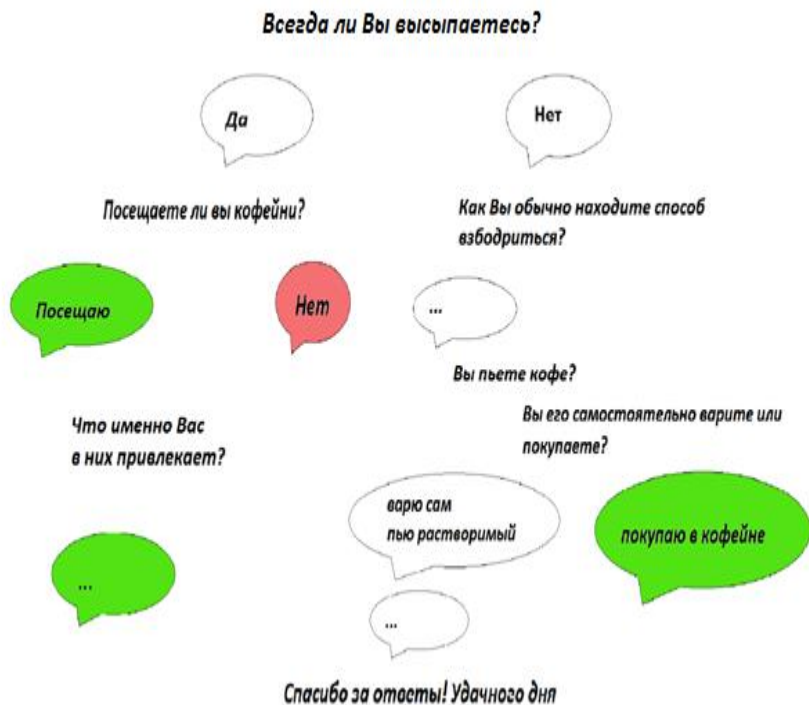 Всегда ли Вы высыпаетесь?
Да
Нет
Посещаете ли вы кофейни?
Как Вы обычно находите способ
взбодриться?
Посещаю
Нет
...
Вы пьете кофе?
Что именно Вас
в них привлекает?
Вы его самостоятельно варите или
покупаете?
варю сам
пью растворимый
покупаю в кофейне
...
...
Спасибо за ответы! Удачного дня